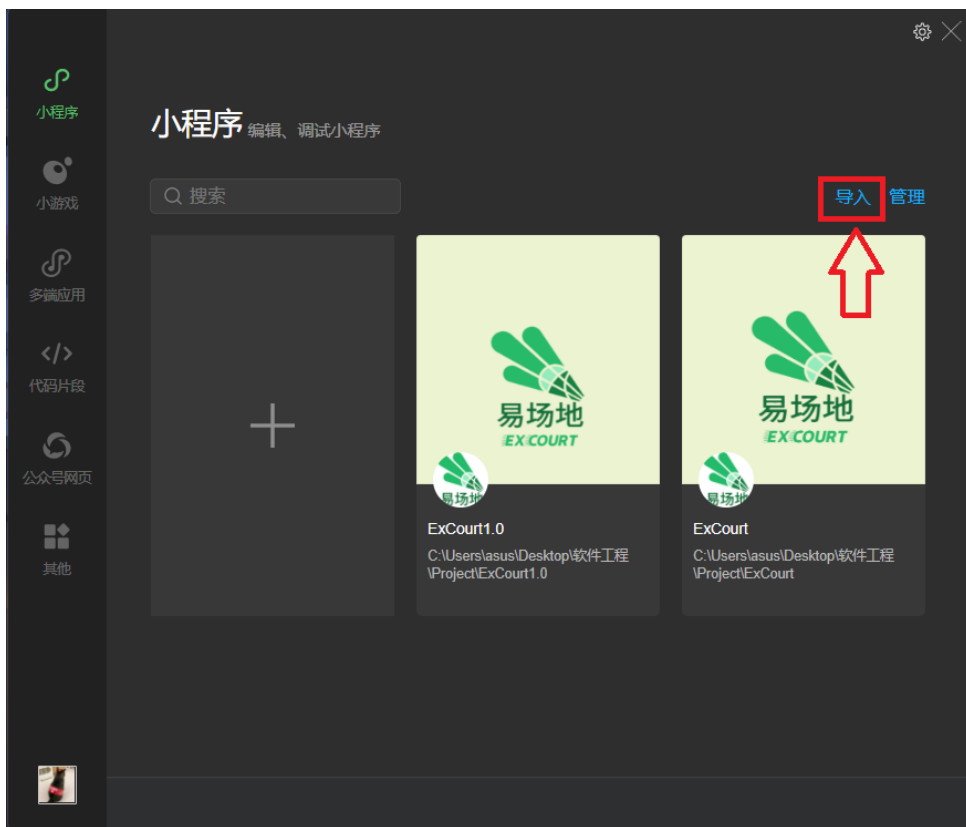 小程序
小游戏
多端应用
代码片段
公众号网页
其他
小程序 编辑、调试小程序
搜索
导入 管理
易场地
EXCOURT
易场地
ExCourt1.0
C:\Users\asus\Desktop\软件工程
\Project\ExCourt1.0
易场地
EXCOURT
易场地
ExCourt
C:\Users\asus\Desktop\软件工程
\Project\ExCourt